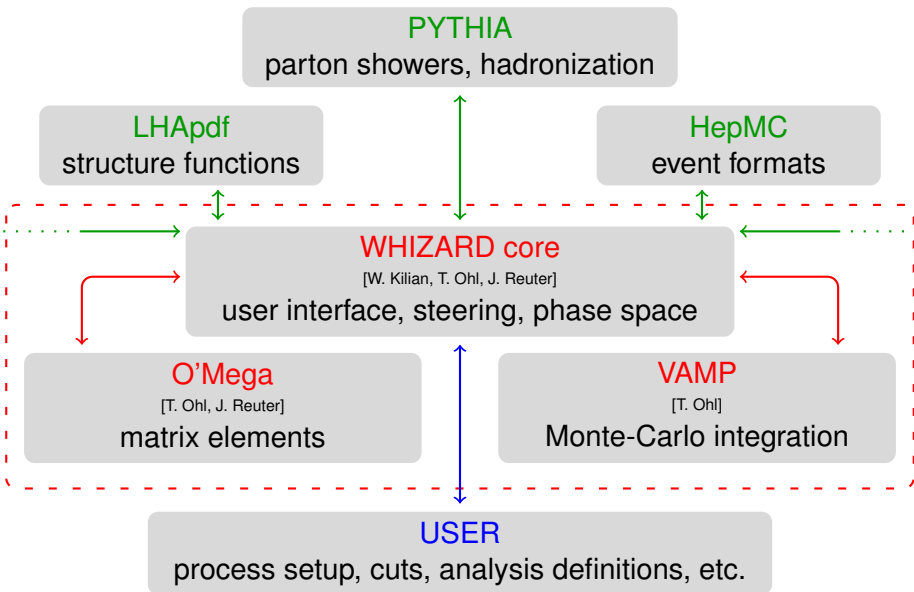 PYTHIA
parton showers, hadronization
LHApdf
structure functions
HepMC
event formats
WHIZARD core
[W. Kilian, T. Ohl, J. Reuter]
user interface, steering, phase space
O'Mega
[T. Ohl, J. Reuter]
matrix elements
VAMP
[T. Ohl]
Monte-Carlo integration
USER
process setup, cuts, analysis definitions, etc.